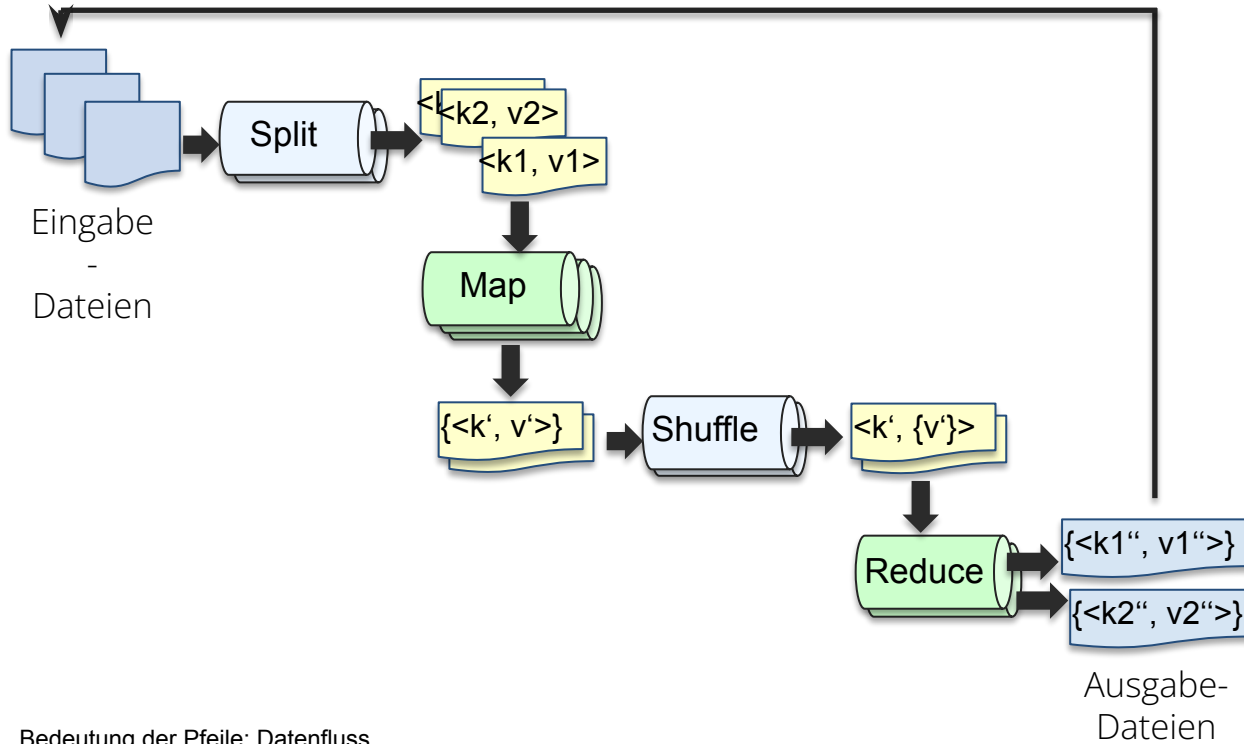 Split
<k2, v2>
<k1, v1>
Eingabe
-
Dateien
Map
{<k‘, v‘>}
Shuffle
<k‘, {v‘}>
Reduce
{<k1“, v1“>}
{<k2“, v2“>}
Ausgabe-
Dateien
Bedeutung der Pfeile: Datenfluss